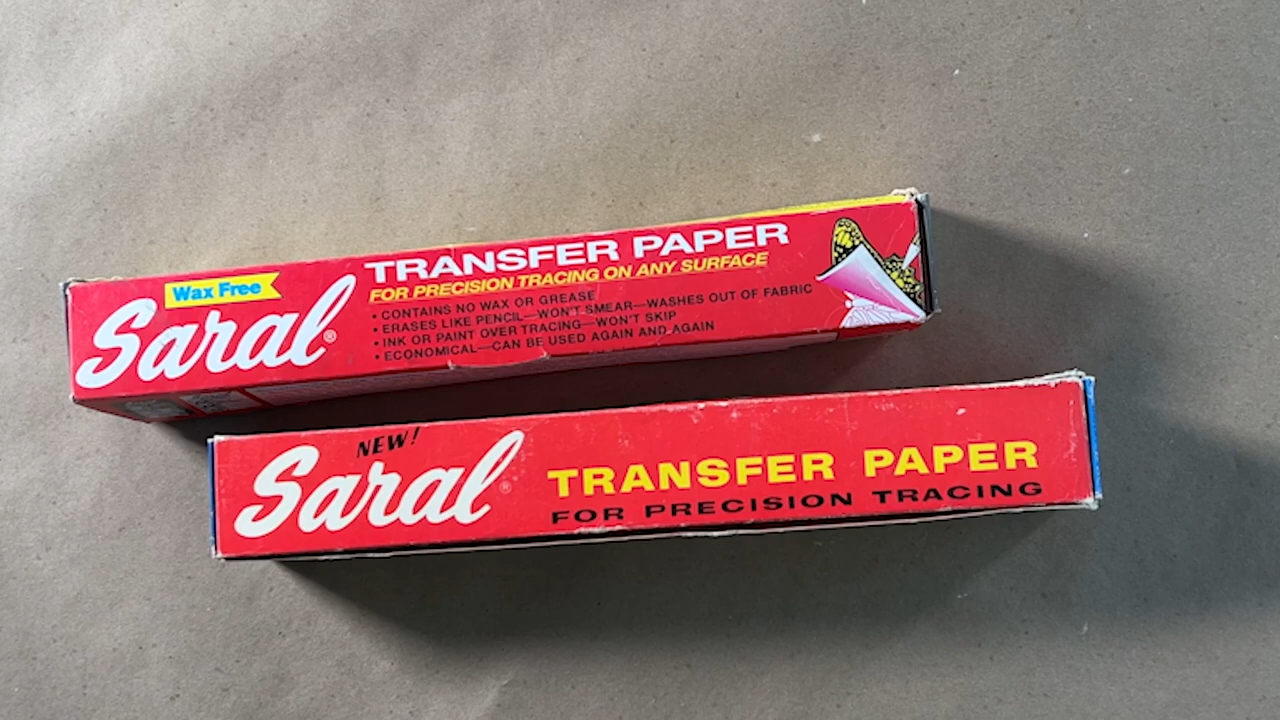 Wax Free
Saral®
TRANSFER PAPER
FOR PRECISION TRACING ON ANY SURFACE
• CONTAINS NO WAX OR GREASE
• ERASES LIKE PENCIL—WON'T SMEAR—WASHES OUT OF FABRIC
• INK OR PAINT OVER TRACING—WON'T SKIP
• ECONOMICAL—CAN BE USED AGAIN AND AGAIN
NEW!
Saral®
TRANSFER PAPER
FOR PRECISION TRACING